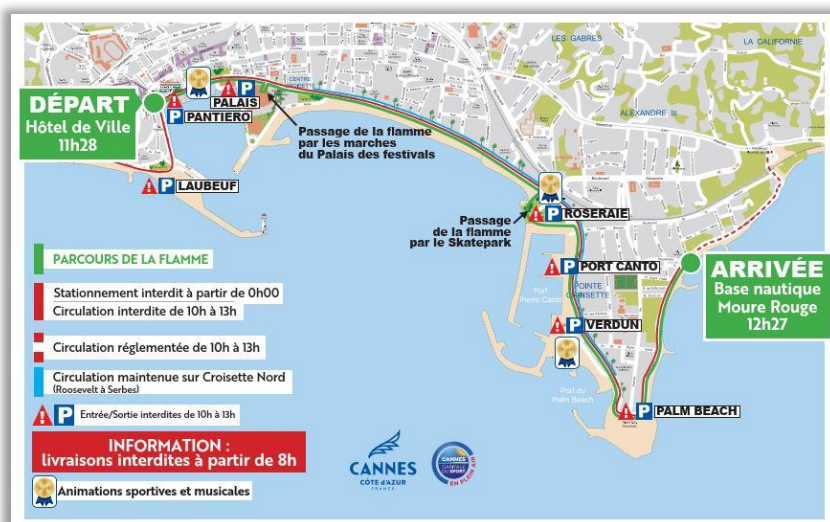 LES GABRES
LA CALIFORNIE
CENTRE
CROISETTE
ALEXANDRE III
DÉPART
Hôtel de Ville
11h28
PALAIS
PANTIERO
LAUBEUF
Passage de la flamme
par les marches
du Palais des festivals
ROSERAIE
Passage
de la flamme
par le Skatepark
PORT CANTO
Port
Pierre Canto
POINTE
CROISETTE
VERDUN
Port du
Palm Beach
PALM BEACH
ARRIVÉE
Base nautique
Moure Rouge
12h27
PARCOURS DE LA FLAMME
Stationnement interdit à partir de 0h00
Circulation interdite de 10h à 13h
Circulation réglementée de 10h à 13h
Circulation maintenue sur Croisette Nord
(Roosevelt à Serbes)
P Entrée/Sortie interdites de 10h à 13h
INFORMATION :
livraisons interdites à partir de 8h
Animations sportives et musicales
CANNES
CÔTE d'AZUR
FRANCE
CANNES
CAPITALE
DU SPORT
EN PLEIN AIR